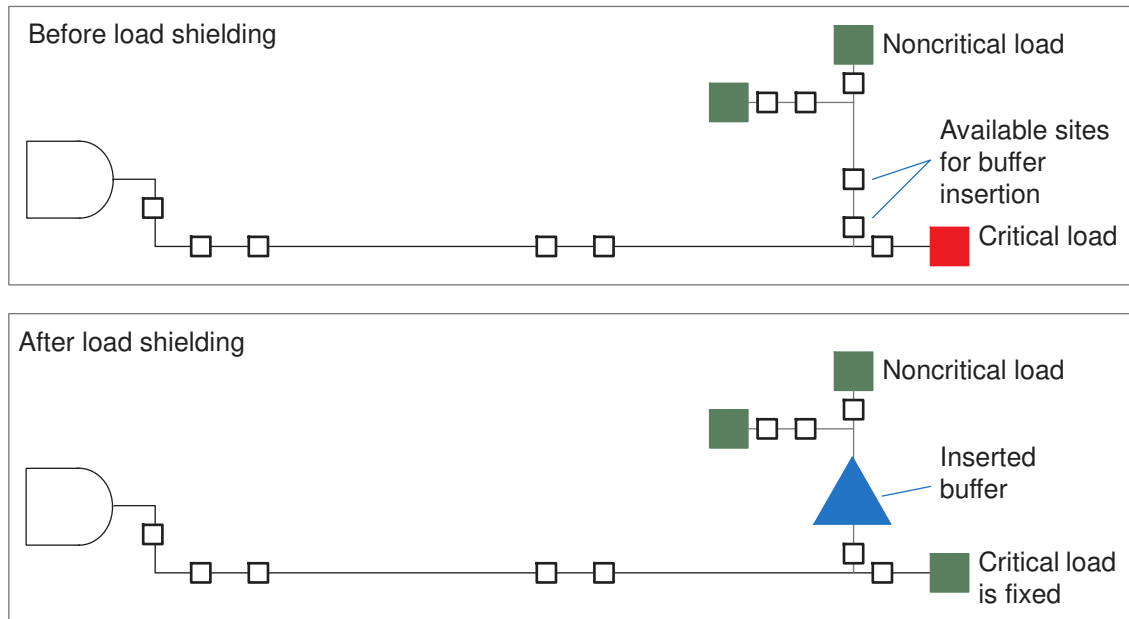 Before load shielding
Noncritical load
Available sites
for buffer
insertion
Critical load
After load shielding
Noncritical load
Inserted
buffer
Critical load
is fixed